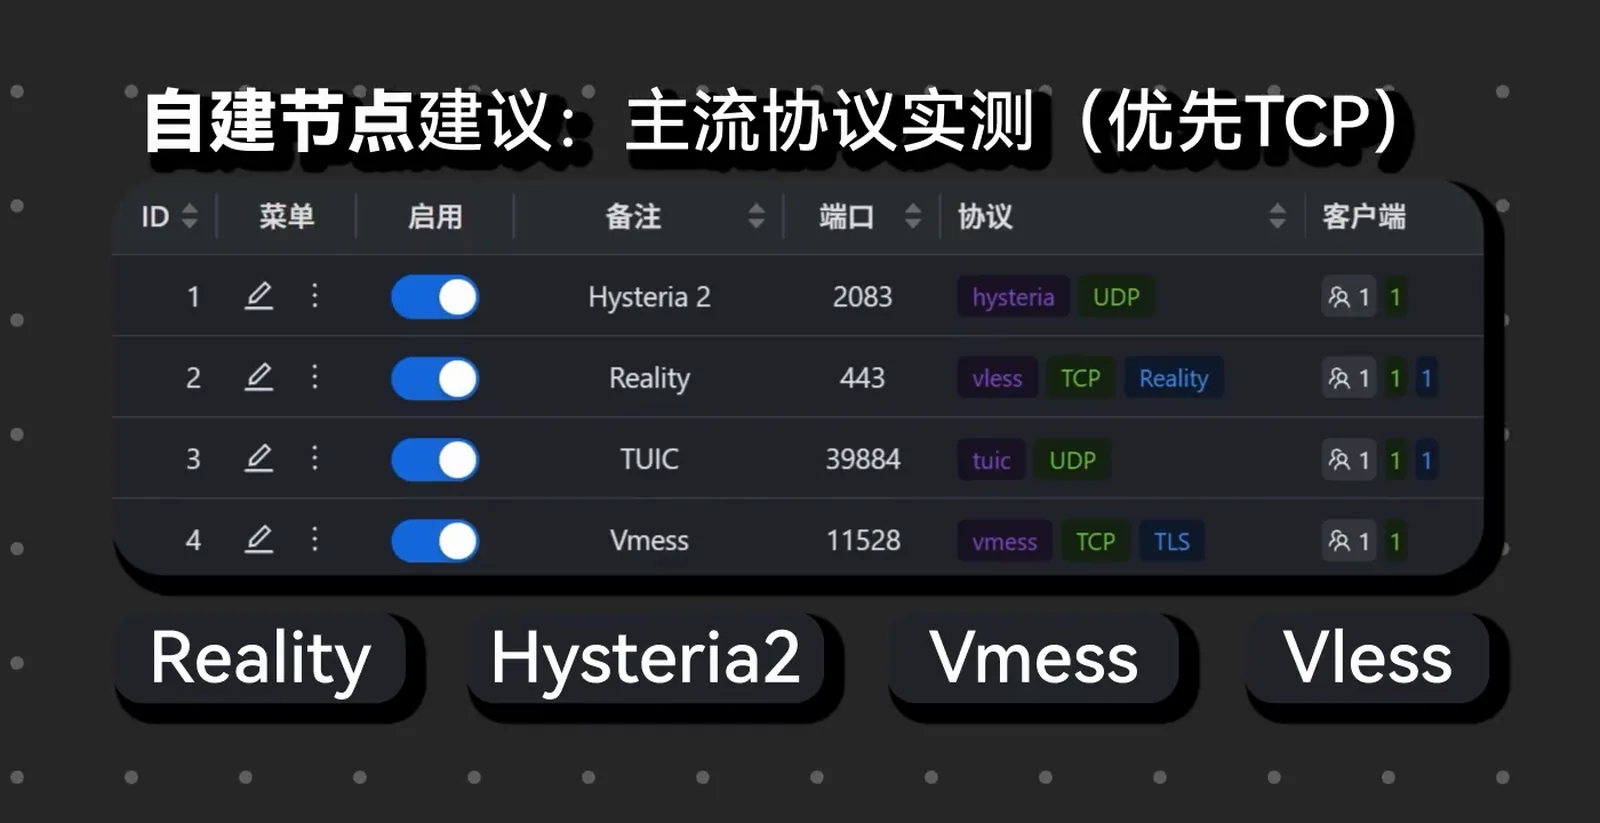 自建节点建议：主流协议实测（优先TCP）
ID 菜单 启用 备注 端口 协议 客户端
1 Hysteria 2 2083 hysteria UDP 1 1
2 Reality 443 vless TCP Reality 1 1 1
3 TUIC 39884 tuic UDP 1 1 1
4 Vmess 11528 vmess TCP TLS 1 1
Reality Hysteria2 Vmess Vless